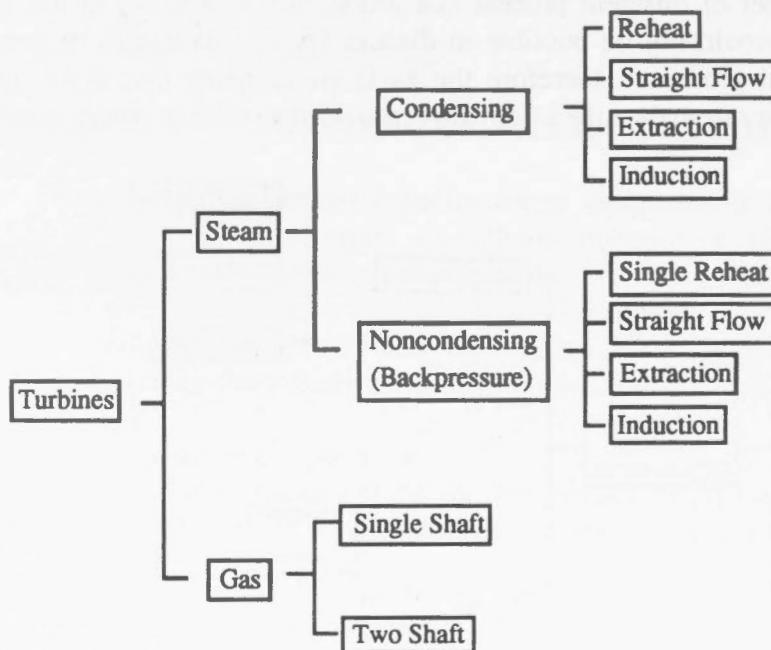 Reheat
Straight Flow
Condensing
Extraction
Induction
Steam
Single Reheat
Straight Flow
Noncondensing
(Backpressure)
Extraction
Induction
Turbines
Single Shaft
Gas
Two Shaft